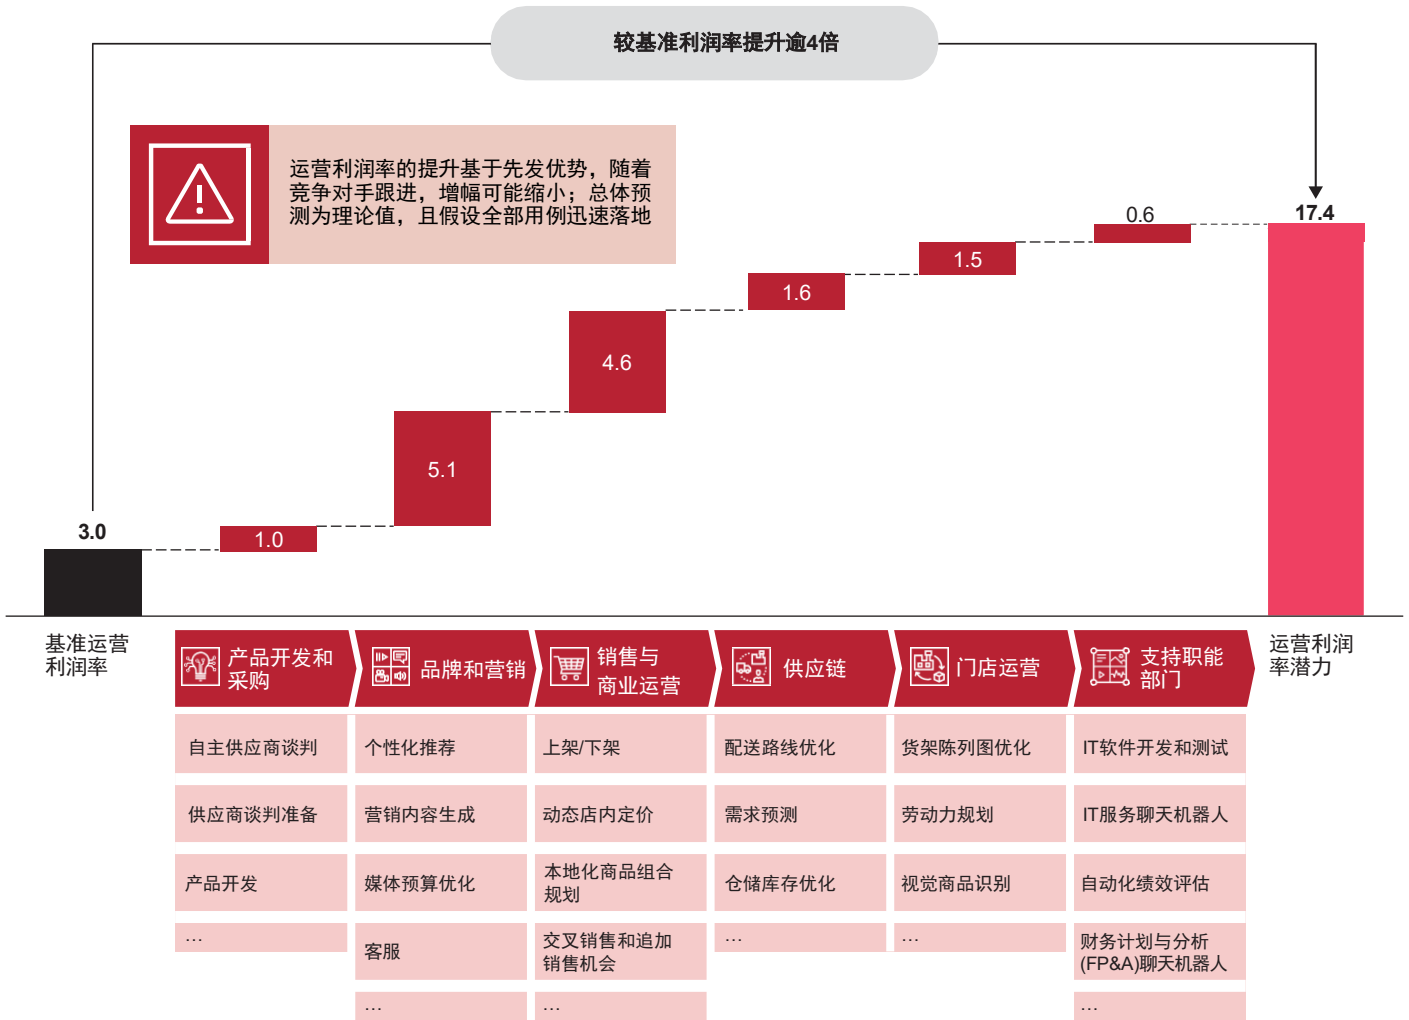 较基准利润率提升逾4倍
运营利润率的提升基于先发优势，随着
竞争对手跟进，增幅可能缩小；总体预
测为理论值，且假设全部用例迅速落地
3.0
1.0
5.1
4.6
1.6
1.5
0.6
17.4
基准运营
利润率
产品开发和
采购
品牌和营销
销售与
商业运营
供应链
门店运营
支持职能
部门
运营利润
率潜力
自主供应商谈判
个性化推荐
上架/下架
配送路线优化
货架陈列图优化
IT软件开发和测试
供应商谈判准备
营销内容生成
动态店内定价
需求预测
劳动力规划
IT服务聊天机器人
产品开发
媒体预算优化
本地化商品组合
规划
仓储库存优化
视觉商品识别
自动化绩效评估
…
客服
交叉销售和追加
销售机会
…
…
财务计划与分析
(FP&A)聊天机器人
…
…
…